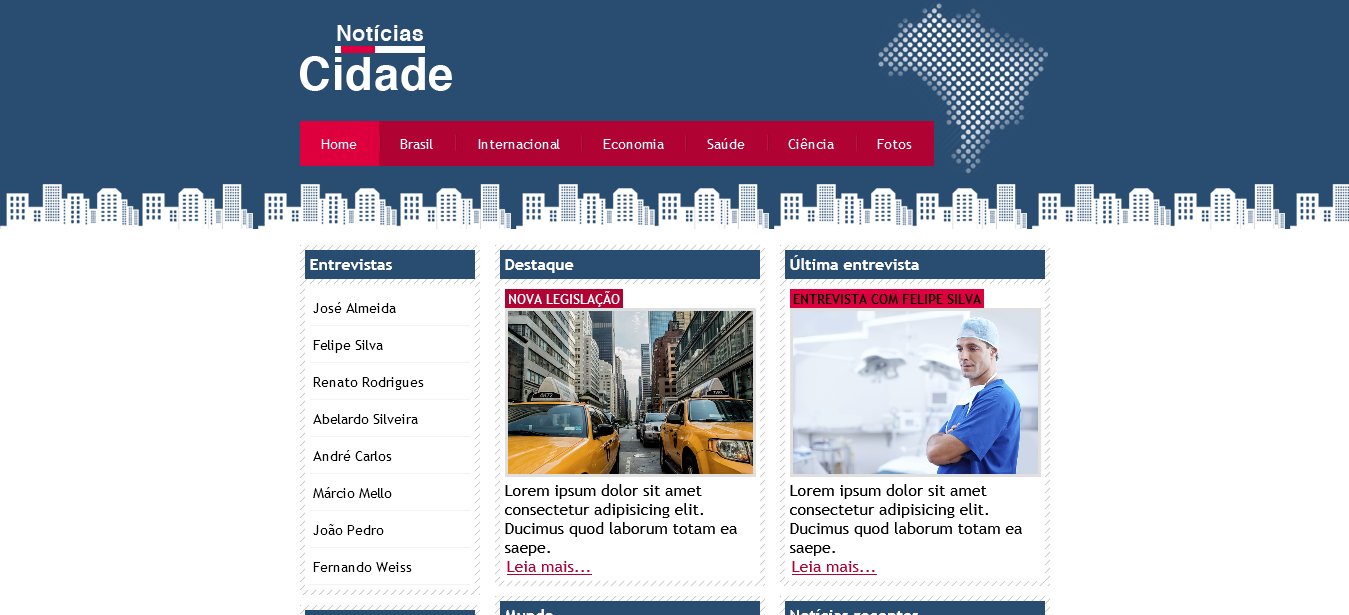 Notícias
Cidade
Home Brasil Internacional Economia Saúde Ciência Fotos
Entrevistas
José Almeida
Felipe Silva
Renato Rodrigues
Abelardo Silveira
André Carlos
Márcio Mello
João Pedro
Fernando Weiss
Destaque
NOVA LEGISLAÇÃO
Lorem ipsum dolor sit amet
consectetur adipisicing elit.
Ducimus quod laborum totam ea
saepe.
Leia mais...
Última entrevista
ENTREVISTA COM FELIPE SILVA
Lorem ipsum dolor sit amet
consectetur adipisicing elit.
Ducimus quod laborum totam ea
saepe.
Leia mais...
Mundo
Notícias recentes